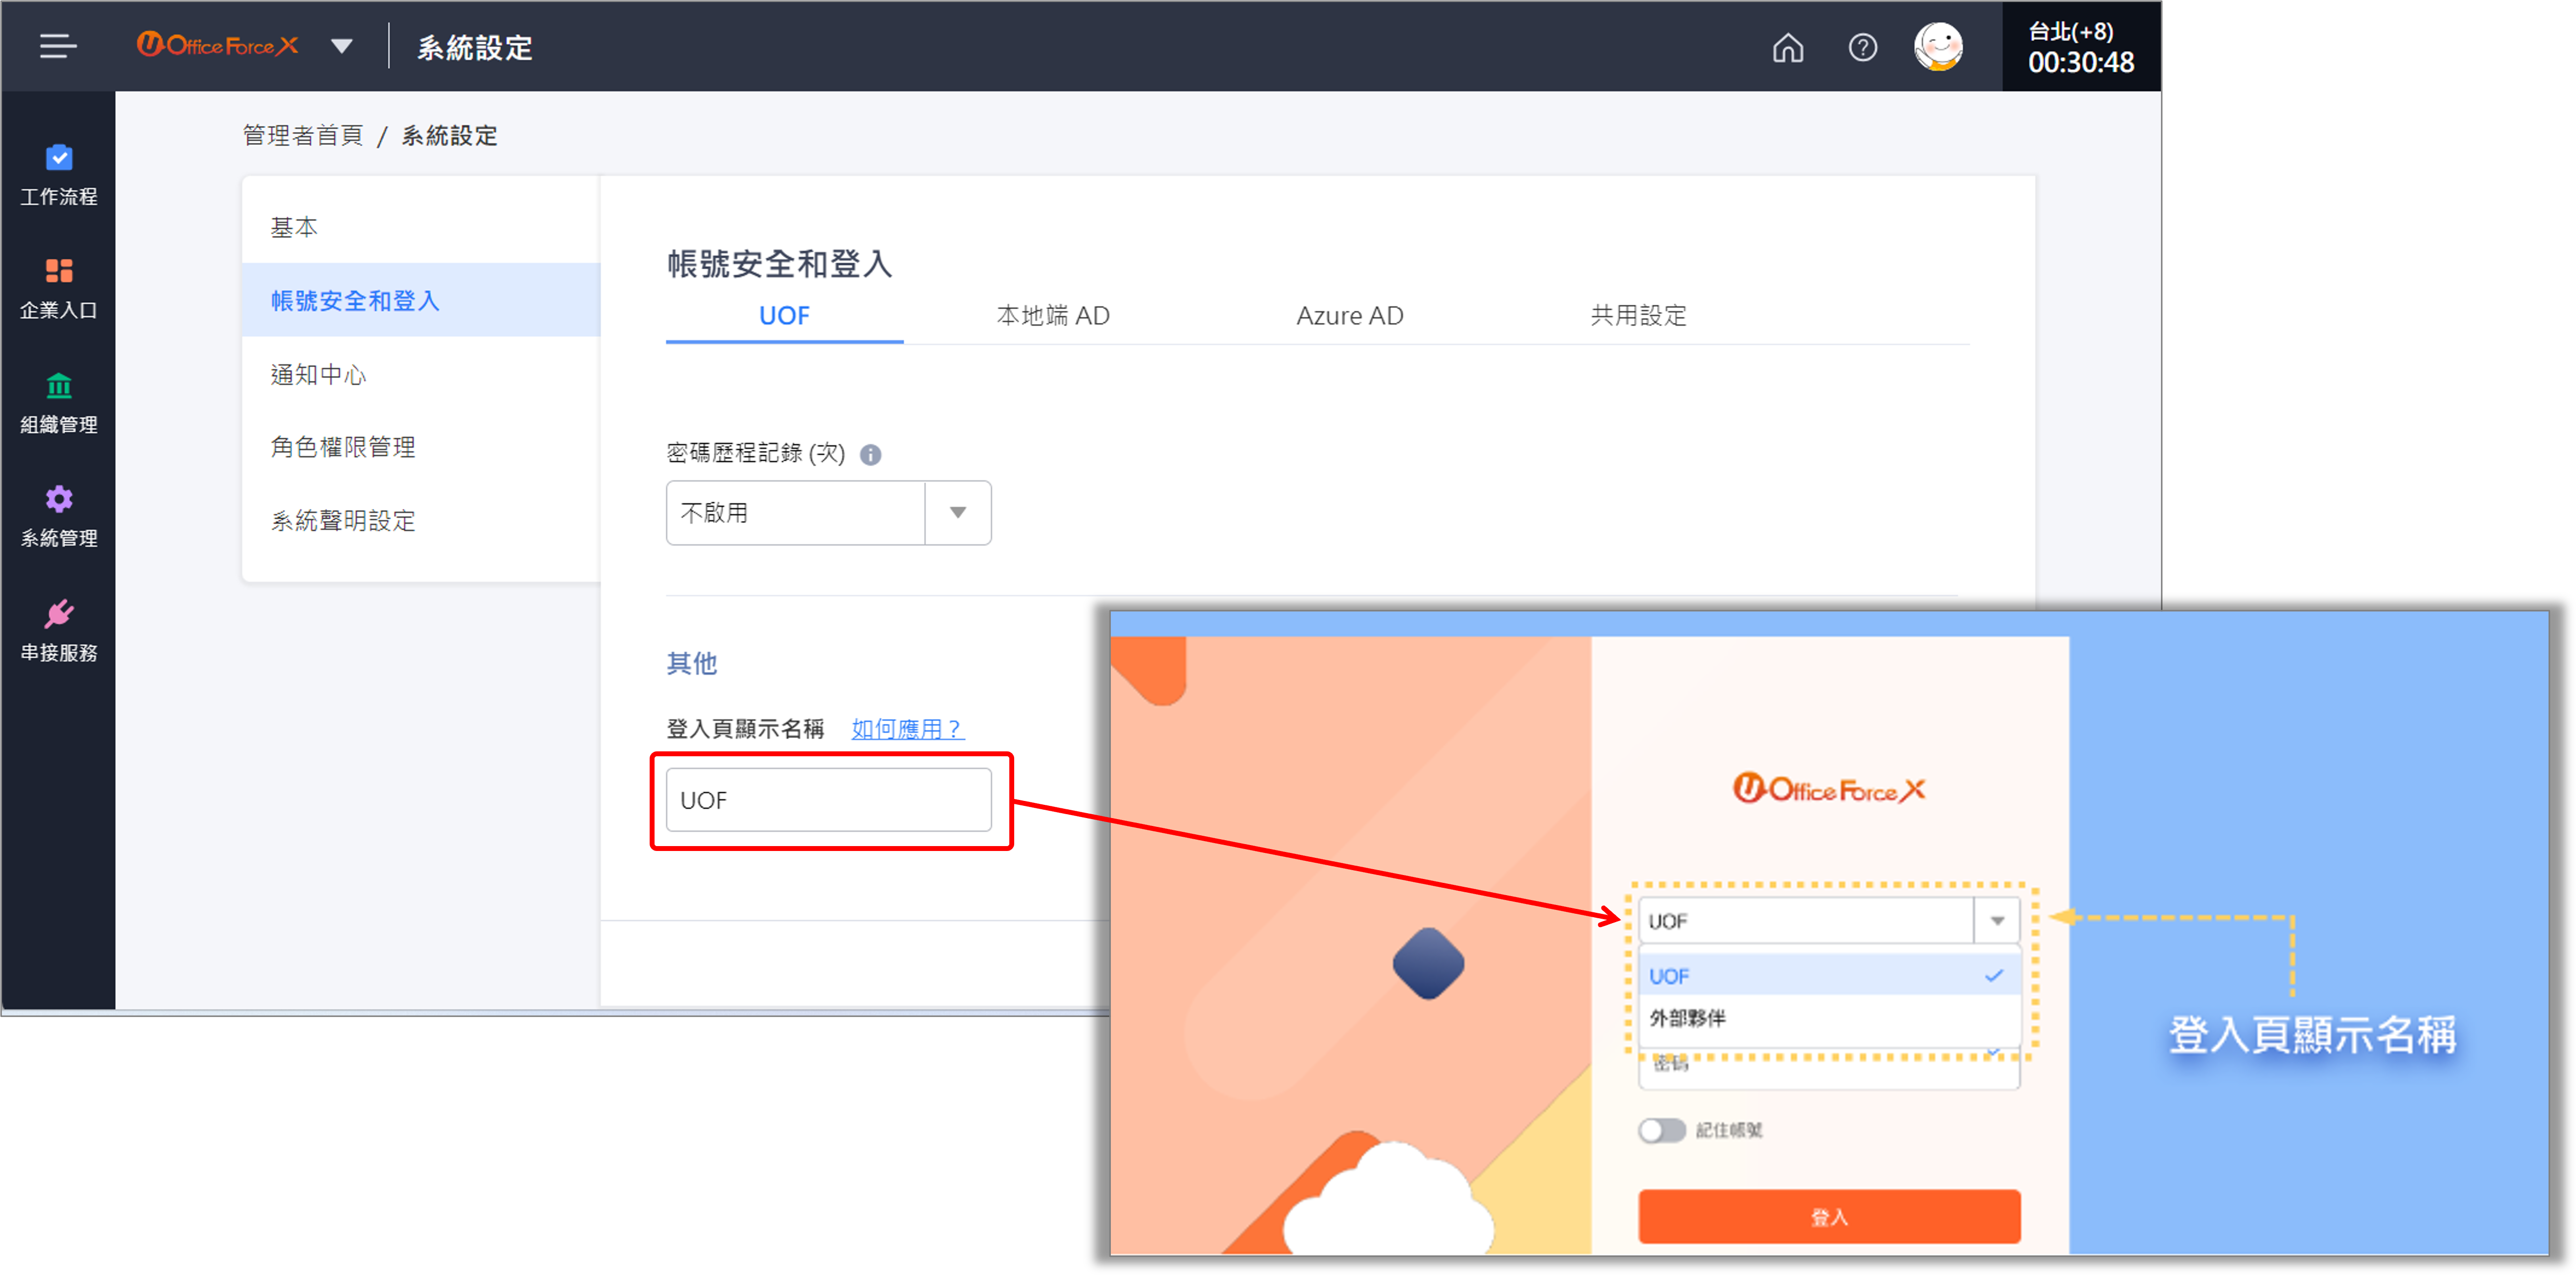 UOffice Force X
系統設定
台北(+8)
00:30:48
管理者首頁 / 系統設定
工作流程
企業入口
組織管理
系統管理
串接服務
基本
帳號安全和登入
通知中心
角色權限管理
系統聲明設定
帳號安全和登入
UOF
本地端 AD
Azure AD
共用設定
密碼歷程記錄 (次)
不啟用
其他
登入頁顯示名稱 如何應用？
UOF
UOffice Force X
UOF
UOF
外部夥伴
密碼
記住帳號
登入
登入頁顯示名稱